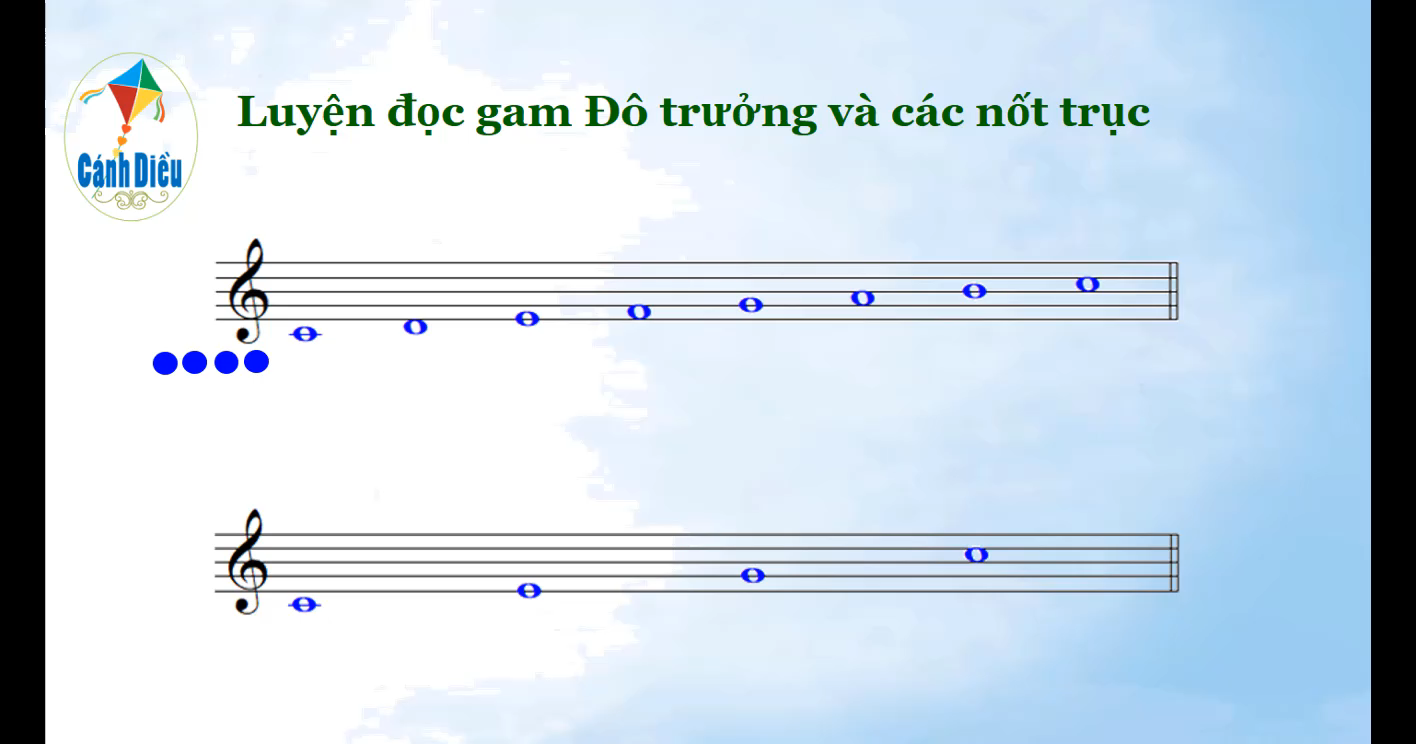 Luyện đọc gam Đô trưởng và các nốt trục
Cánh Diều